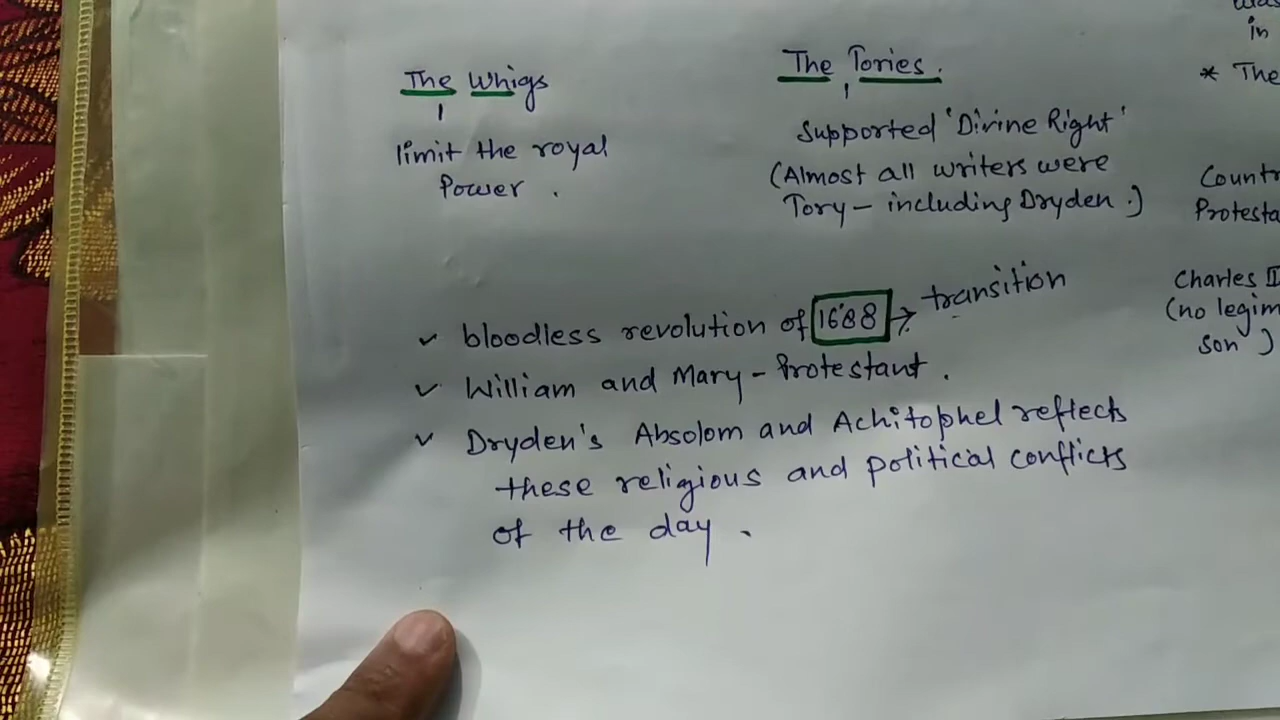 The Whigs
limit the royal
Power .
The Tories.
Supported 'Divine Right'
(Almost all writers were
Tory - including Dryden.)
✓ bloodless revolution of 1688 → transition
✓ William and Mary - Protestant .
✓ Dryden's Absolom and Achitophel reflects
these religious and political conflicts
of the day .
in
* The
Charles II
(no legim
son)